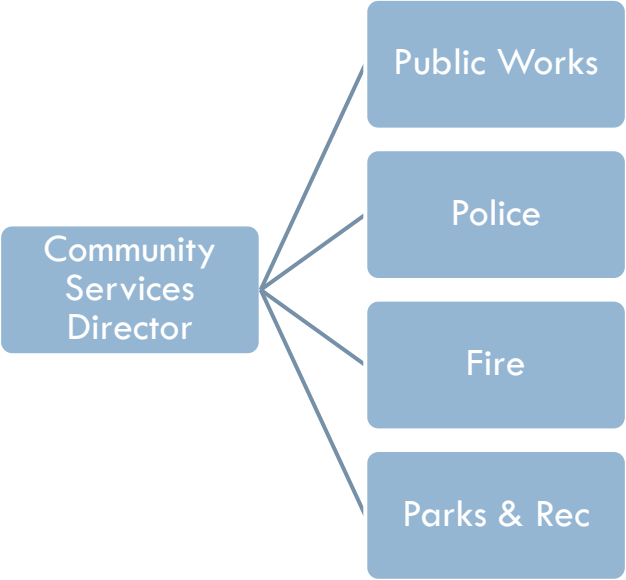 Public Works
Police
Community
Services
Director
Fire
Parks & Rec